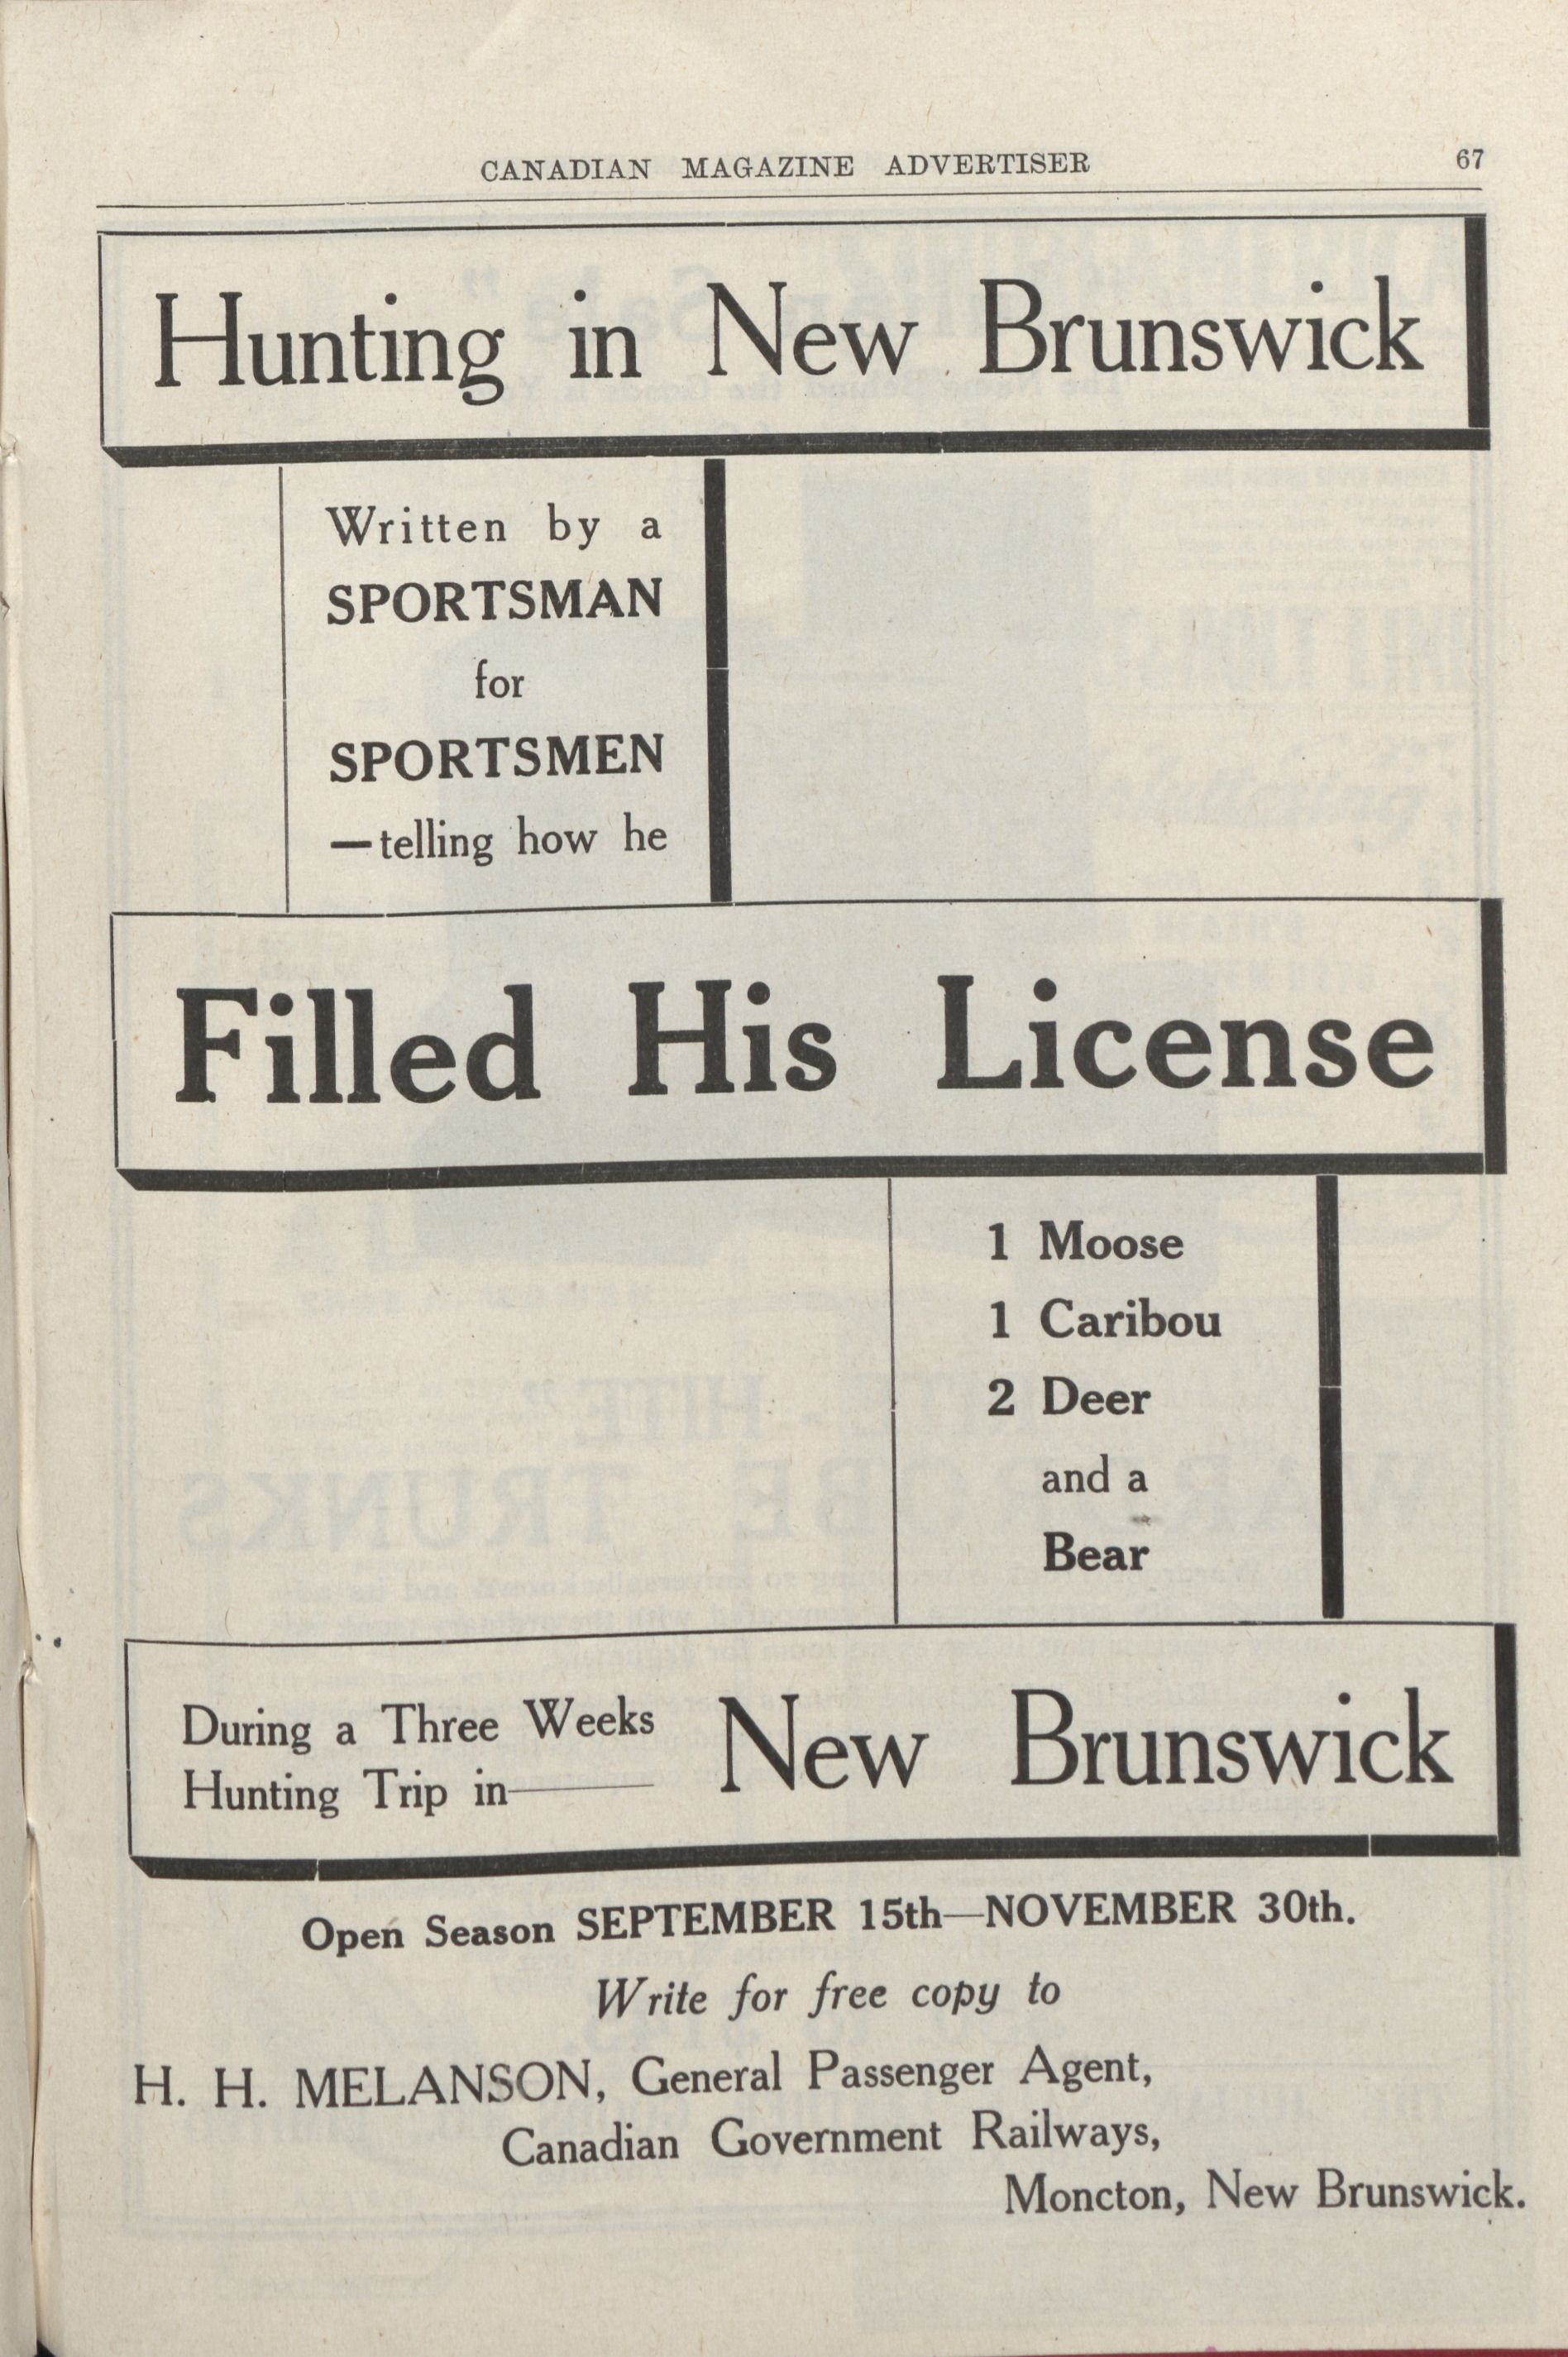 CANADIAN MAGAZINE ADVERTISER 67
Hunting in New Brunswick
Written by a
SPORTSMAN
for
SPORTSMEN
—telling how he
Filled His License
1 Moose
1 Caribou
2 Deer
and a
Bear
During a Three Weeks
Hunting Trip in—
New Brunswick
Open Season SEPTEMBER 15th—NOVEMBER 30th.
Write for free copy to
H. H. MELANSON, General Passenger Agent,
Canadian Government Railways,
Moncton, New Brunswick.